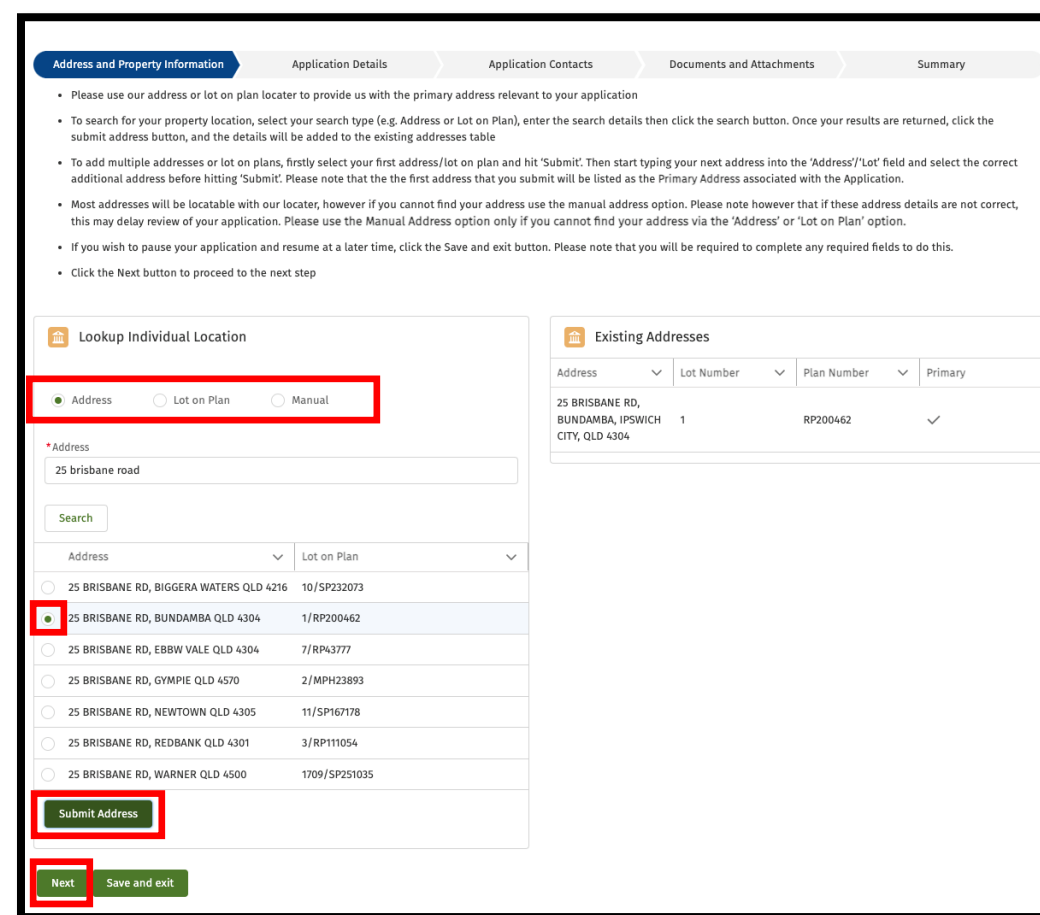 Address and Property Information
Application Details
Application Contacts
Documents and Attachments
Summary
• Please use our address or lot on plan locater to provide us with the primary address relevant to your application
• To search for your property location, select your search type (e.g. Address or Lot on Plan), enter the search details then click the search button. Once your results are returned, click the
submit address button, and the details will be added to the existing addresses table
• To add multiple addresses or lot on plans, firstly select your first address/lot on plan and hit 'Submit'. Then start typing your next address into the 'Address'/'Lot' field and select the correct
additional address before hitting 'Submit'. Please note that the the first address that you submit will be listed as the Primary Address associated with the Application.
• Most addresses will be locatable with our locater, however if you cannot find your address use the manual address option. Please note however that if these address details are not correct,
this may delay review of your application. Please use the Manual Address option only if you cannot find your address via the 'Address' or 'Lot on Plan' option.
• If you wish to pause your application and resume at a later time, click the Save and exit button. Please note that you will be required to complete any required fields to do this.
• Click the Next button to proceed to the next step
Lookup Individual Location
Address
Lot on Plan
Manual
*Address
25 brisbane road
Search
Address Lot on Plan
25 BRISBANE RD, BIGGERA WATERS QLD 4216 10/SP232073
25 BRISBANE RD, BUNDAMBA QLD 4304 1/RP200462
25 BRISBANE RD, EBBW VALE QLD 4304 7/RP43777
25 BRISBANE RD, GYMPIE QLD 4570 2/MPH23893
25 BRISBANE RD, NEWTOWN QLD 4305 11/SP167178
25 BRISBANE RD, REDBANK QLD 4301 3/RP111054
25 BRISBANE RD, WARNER QLD 4500 1709/SP251035
Submit Address
Next
Save and exit
Existing Addresses
Address Lot Number Plan Number Primary
25 BRISBANE RD,
BUNDAMBA, IPSWICH 1 RP200462
CITY, QLD 4304